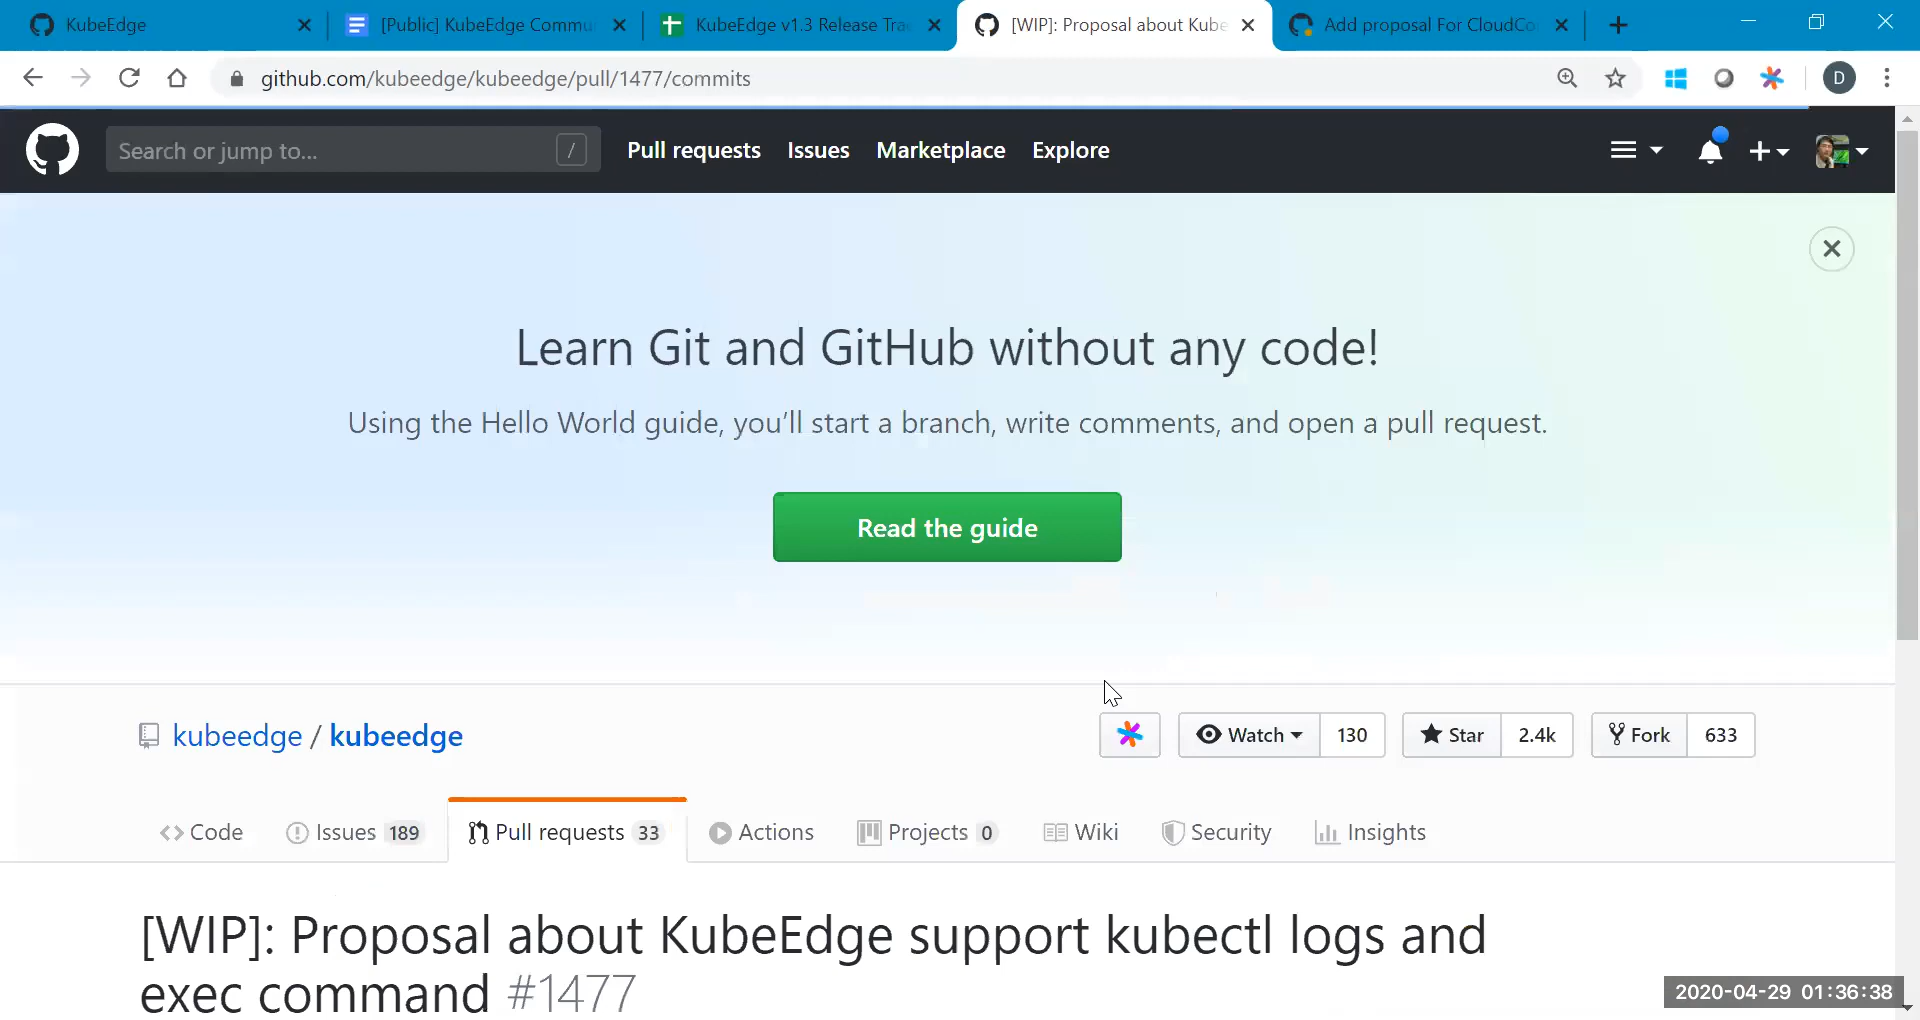 KubeEdge
[Public] KubeEdge Commu
KubeEdge v1.3 Release Tra
[WIP]: Proposal about Kube
Add proposal For CloudCo
github.com/kubeedge/kubeedge/pull/1477/commits
D
Search or jump to...
/
Pull requests
Issues
Marketplace
Explore
Learn Git and GitHub without any code!
Using the Hello World guide, you’ll start a branch, write comments, and open a pull request.
Read the guide
kubeedge / kubeedge
Watch 130
Star 2.4k
Fork 633
Code
Issues 189
Pull requests 33
Actions
Projects 0
Wiki
Security
Insights
[WIP]: Proposal about KubeEdge support kubectl logs and
exec command #1477
2020-04-29 01:36:38